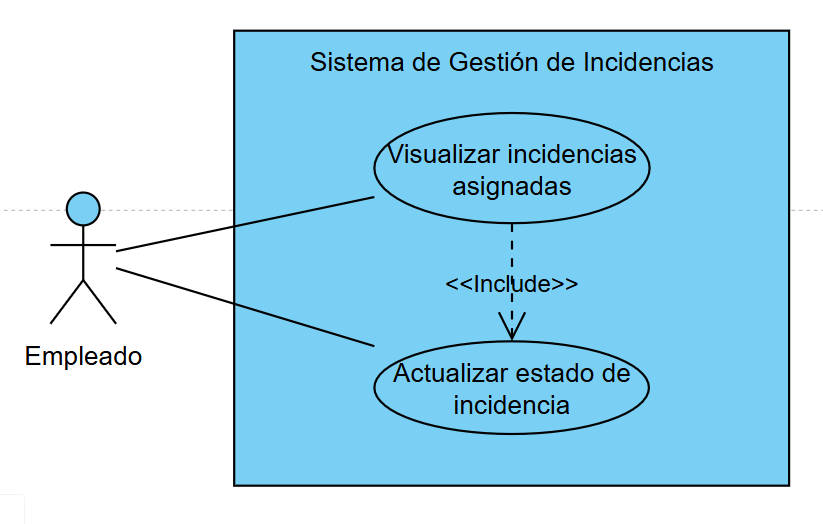 Sistema de Gestión de Incidencias
Visualizar incidencias
asignadas
<<Include>>
Empleado
Actualizar estado de
incidencia